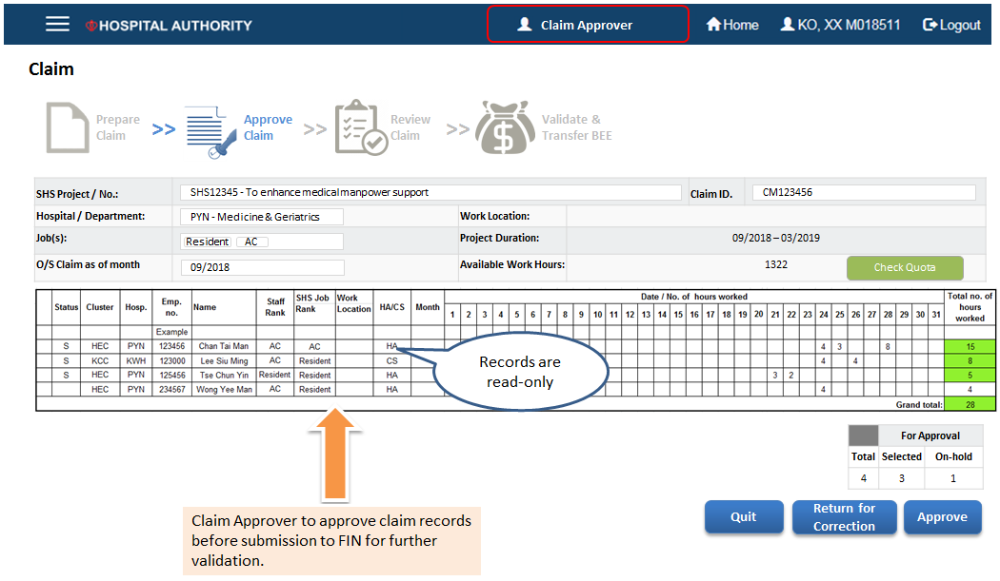 HOSPITAL AUTHORITY Claim Approver Home KO, XX M018511 Logout
Claim
Prepare Claim >> Approve Claim >> Review Claim >> Validate & Transfer BEE
SHS Project / No.: SHS12345 - To enhance medical manpower support Claim ID. CM123456
Hospital / Department: PYN - Medicine & Geriatrics Work Location:
Job(s): Resident AC Project Duration: 09/2018 – 03/2019
O/S Claim as of month 09/2018 Available Work Hours: 1322 Check Quota
Status Cluster Hosp. Emp. no. Name Staff Rank SHS Job Rank Work Location HA/CS Month Date / No. of hours worked Total no. of hours worked
1 2 3 4 5 6 7 8 9 10 11 12 13 14 15 16 17 18 19 20 21 22 23 24 25 26 27 28 29 30 31
Example
S HEC PYN 123456 Chan Tai Man AC AC HA 4 3 8 15
S KCC KWH 123000 Lee Siu Ming AC Resident CS 4 4 8
S HEC PYN 125456 Tse Chun Yin Resident Resident HA 3 2 5
HEC PYN 234567 Wong Yee Man AC Resident HA 4 4
Grand total: 28
Records are
read-only
For Approval
Total Selected On-hold
4 3 1
Quit Return for Correction Approve
Claim Approver to approve claim records
before submission to FIN for further
validation.